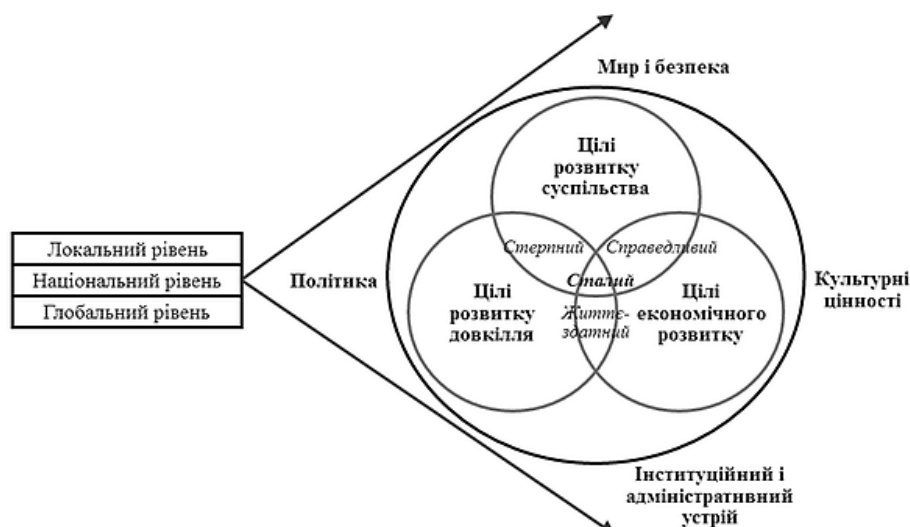 Мир і безпека
Цілі
розвитку
суспільства
Локальний рівень
Національний рівень
Глобальний рівень
Політика
Стерпний
Справедливий
Сталий
Цілі
розвитку
довкілля
Життє-
здатний
Цілі
економічного
розвитку
Культурні
цінності
Інституційний і
адміністративний
устрій